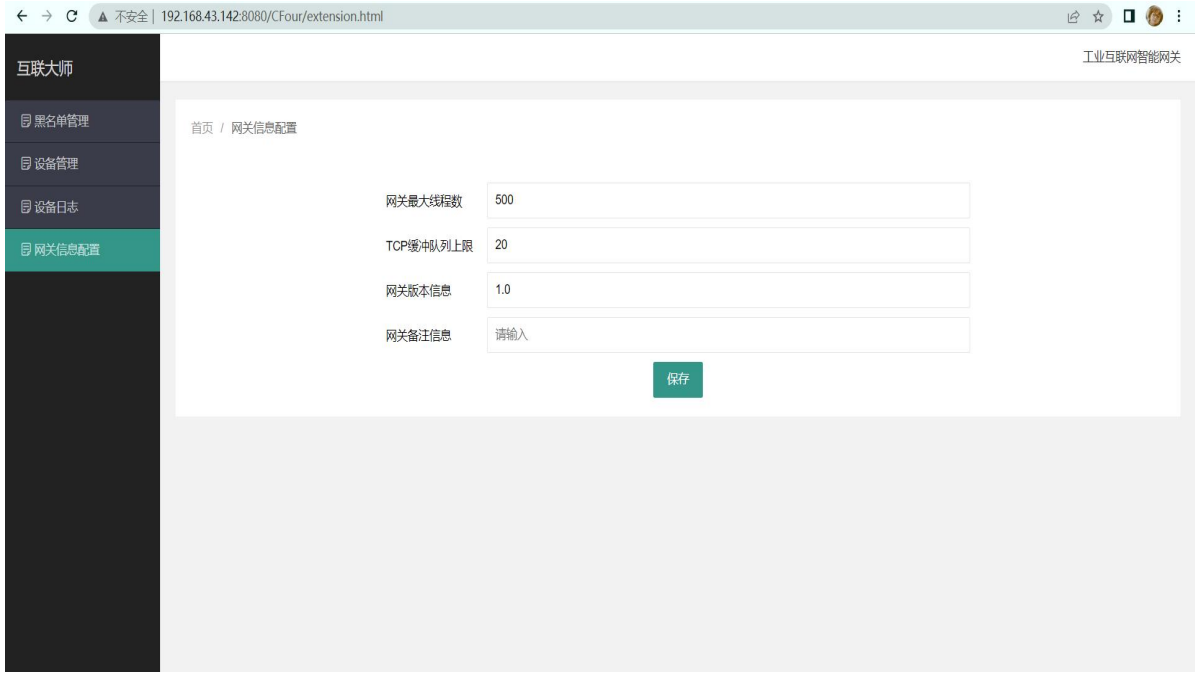 不安全 | 192.168.43.142:8080/CFour/extension.html
互联大师
工业互联网智能网关
黑名单管理
设备管理
设备日志
网关信息配置
首页 / 网关信息配置
网关最大线程数 500
TCP缓冲队列上限 20
网关版本信息 1.0
网关备注信息 请输入
保存